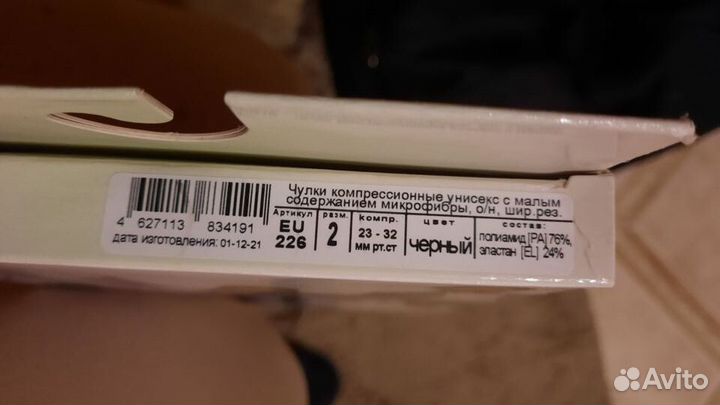 Чулки компрессионные унисекс с малым
содержанием микрофибры, о/н, шир.рез.
4 627113 834191
дата изготовления: 01-12-21
Артикул
EU
226
разм.
2
компр.
23 - 32
мм рт.ст
цвет
черный
состав:
полиамид [PA] 76%,
эластан [EL] 24%
Avito